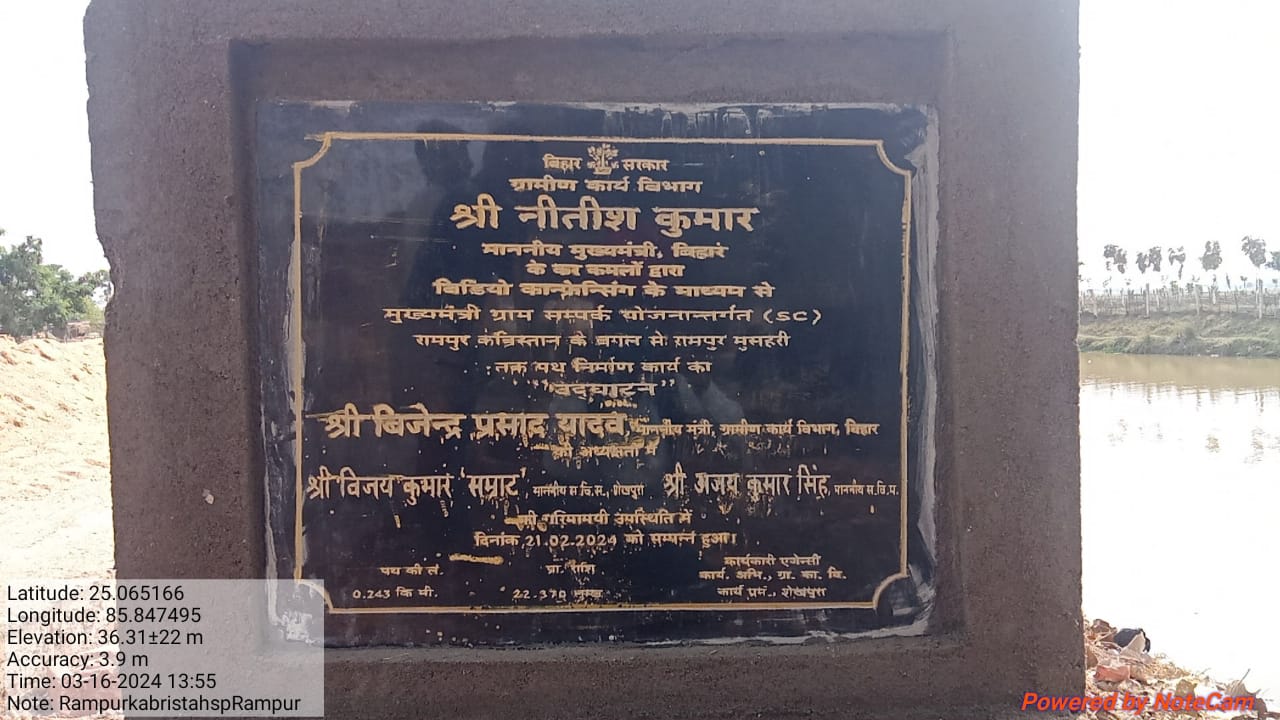 बिहार सरकार
ग्रामीण कार्य विभाग
श्री नीतीश कुमार
माननीय मुख्यमंत्री, बिहार
के कर कमलों द्वारा
विडियो कान्फ्रेन्सिंग के माध्यम से
मुख्यमंत्री ग्राम सम्पर्क योजनान्तर्गत (SC)
रामपुर कब्रिस्तान के बगल से रामपुर मुसहरी
तक पथ निर्माण कार्य का
"उद्घाटन"
श्री बिजेन्द्र प्रसाद यादव, माननीय मंत्री, ग्रामीण कार्य विभाग, बिहार
की अध्यक्षता में
श्री विजय कुमार 'सम्राट', माननीय स.वि.स., शेखपुरा श्री अजय कुमार सिंह, माननीय स.वि.प.
की गरिमामयी उपस्थिति में
दिनांक 21.02.2024 को सम्पन्न हुआ।
पथ की लं. प्रा. राशि कार्यकारी एजेन्सी
कार्य. अभि., ग्रा. का. वि.
0.243 कि मी. 22.370 लाख कार्य प्रम., शेखपुरा
Latitude: 25.065166
Longitude: 85.847495
Elevation: 36.31±22 m
Accuracy: 3.9 m
Time: 03-16-2024 13:55
Note: RampurkabristahspRampur
Powered by NoteCam